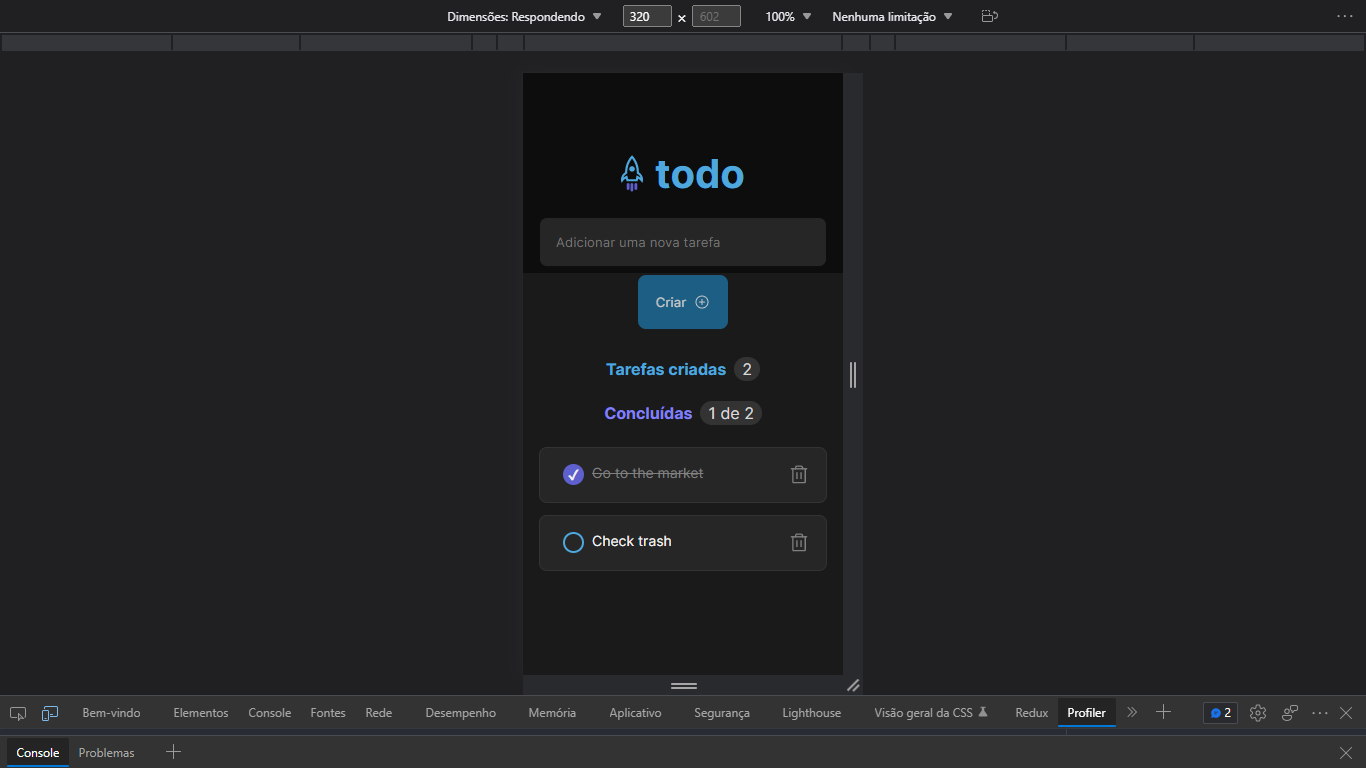 Dimensões: Respondendo 320 × 602 100% Nenhuma limitação
todo
Adicionar uma nova tarefa
Criar
Tarefas criadas 2
Concluídas 1 de 2
Go to the market
Check trash
Bem-vindo Elementos Console Fontes Rede Desempenho Memória Aplicativo Segurança Lighthouse Visão geral da CSS Redux Profiler 2
Console Problemas